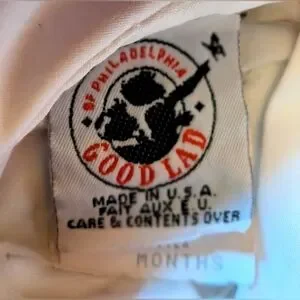 OF PHILADELPHIA
GOOD LAD
MADE IN U.S.A.
FAIT AUX E.U.
CARE & CONTENTS OVER
MONTHS